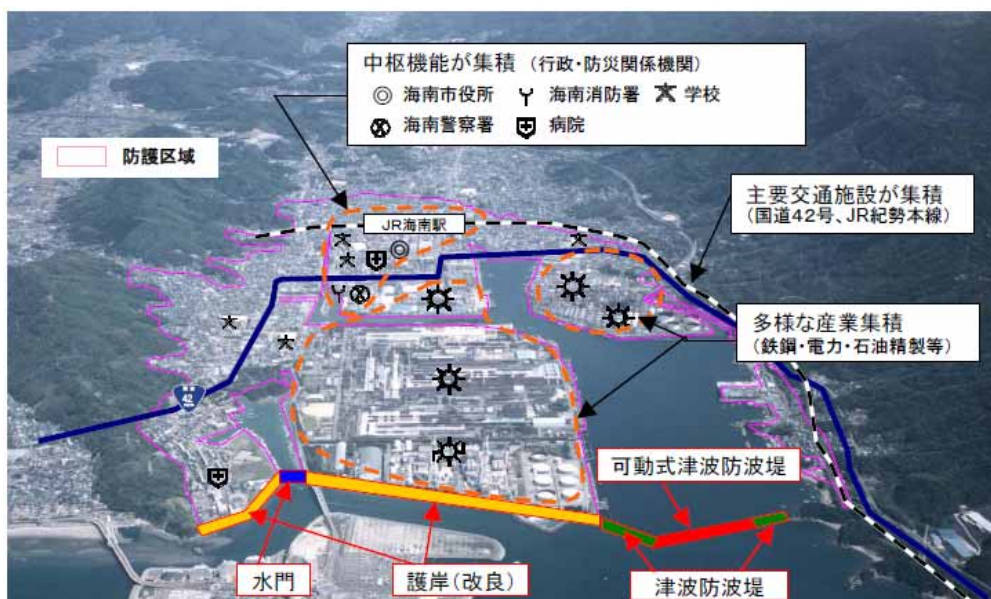 中枢機能が集積 (行政・防災関係機関)
海南市役所 海南消防署 学校
海南警察署 病院
防護区域
JR海南駅
主要交通施設が集積
(国道42号、JR紀勢本線)
多様な産業集積
(鉄鋼・電力・石油精製等)
42
可動式津波防波堤
水門
護岸(改良)
津波防波堤